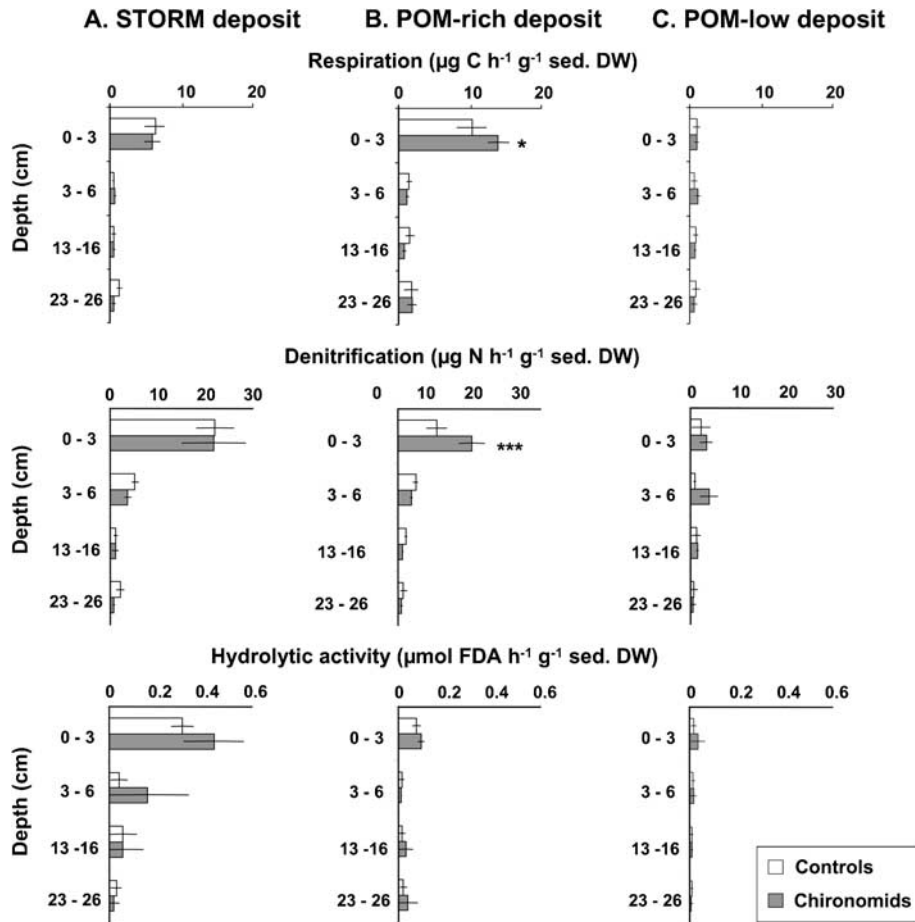 A. STORM deposit B. POM-rich deposit C. POM-low deposit
Respiration (µg C h⁻¹ g⁻¹ sed. DW)
0 10 20 0 10 20 0 10 20
Depth (cm)
0 - 3 0 - 3 * 0 - 3
3 - 6 3 - 6 3 - 6
13 -16 13 -16 13 -16
23 - 26 23 - 26 23 - 26
Denitrification (µg N h⁻¹ g⁻¹ sed. DW)
0 10 20 30 0 10 20 30 0 10 20 30
Depth (cm)
0 - 3 0 - 3 *** 0 - 3
3 - 6 3 - 6 3 - 6
13 -16 13 -16 13 -16
23 - 26 23 - 26 23 - 26
Hydrolytic activity (µmol FDA h⁻¹ g⁻¹ sed. DW)
0 0.2 0.4 0.6 0 0.2 0.4 0.6 0 0.2 0.4 0.6
Depth (cm)
0 - 3 0 - 3 0 - 3
3 - 6 3 - 6 3 - 6
13 -16 13 -16 13 -16
23 - 26 23 - 26 23 - 26
Controls
Chironomids